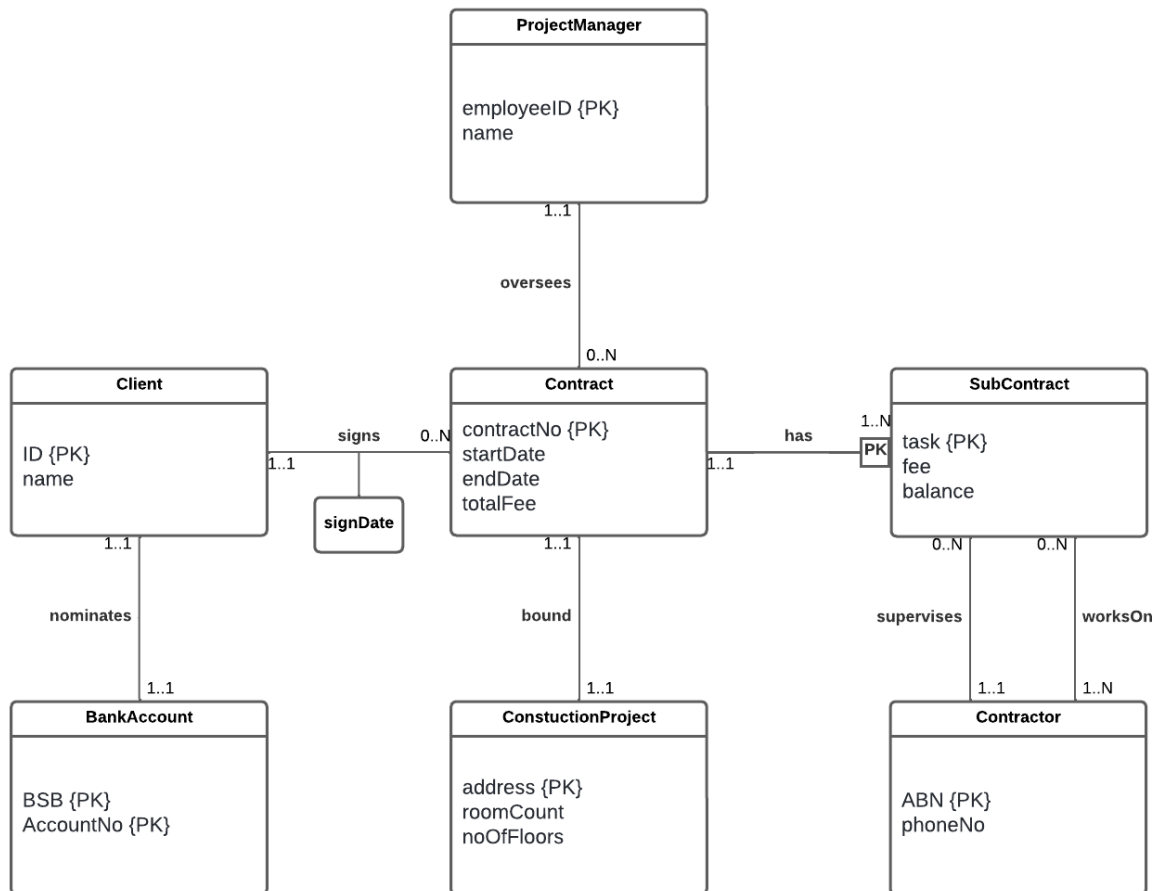 ProjectManager
employeeID {PK}
name
1..1
oversees
0..N
Client
ID {PK}
name
1..1
signs
0..N
signDate
Contract
contractNo {PK}
startDate
endDate
totalFee
1..1
has
1..N
PK
SubContract
task {PK}
fee
balance
1..1
nominates
1..1
1..1
bound
1..1
0..N
supervises
1..1
0..N
worksOn
1..N
BankAccount
BSB {PK}
AccountNo {PK}
ConstuctionProject
address {PK}
roomCount
noOfFloors
Contractor
ABN {PK}
phoneNo